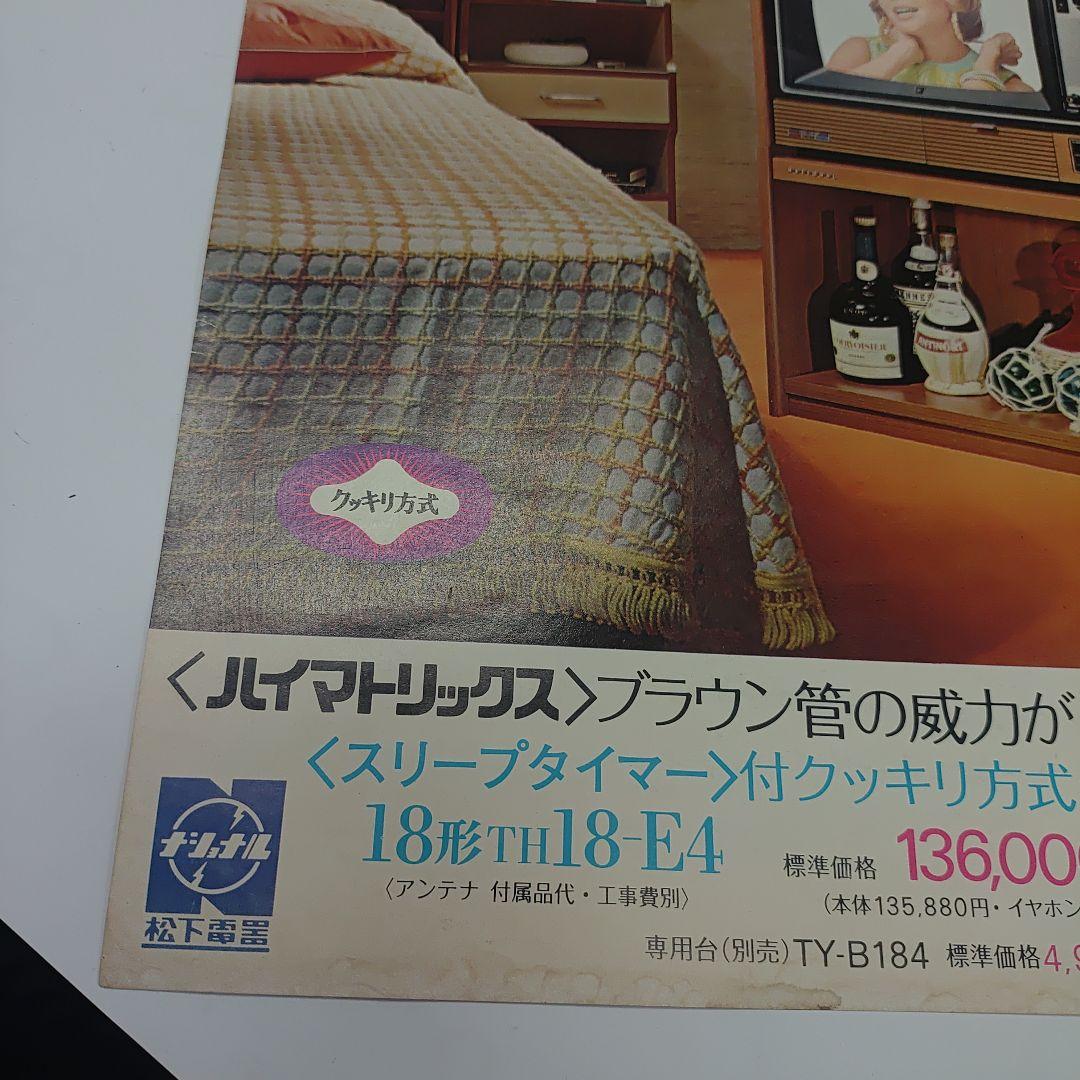 クッキリ方式
〈ハイマトリックス〉ブラウン管の威力が
〈スリープタイマー〉付クッキリ方式
18形TH18-E4
〈アンテナ 付属品代・工事費別〉
標準価格 136,00
(本体135,880円・イヤホン
専用台(別売)TY-B184 標準価格4,9
ナショナル
松下電器